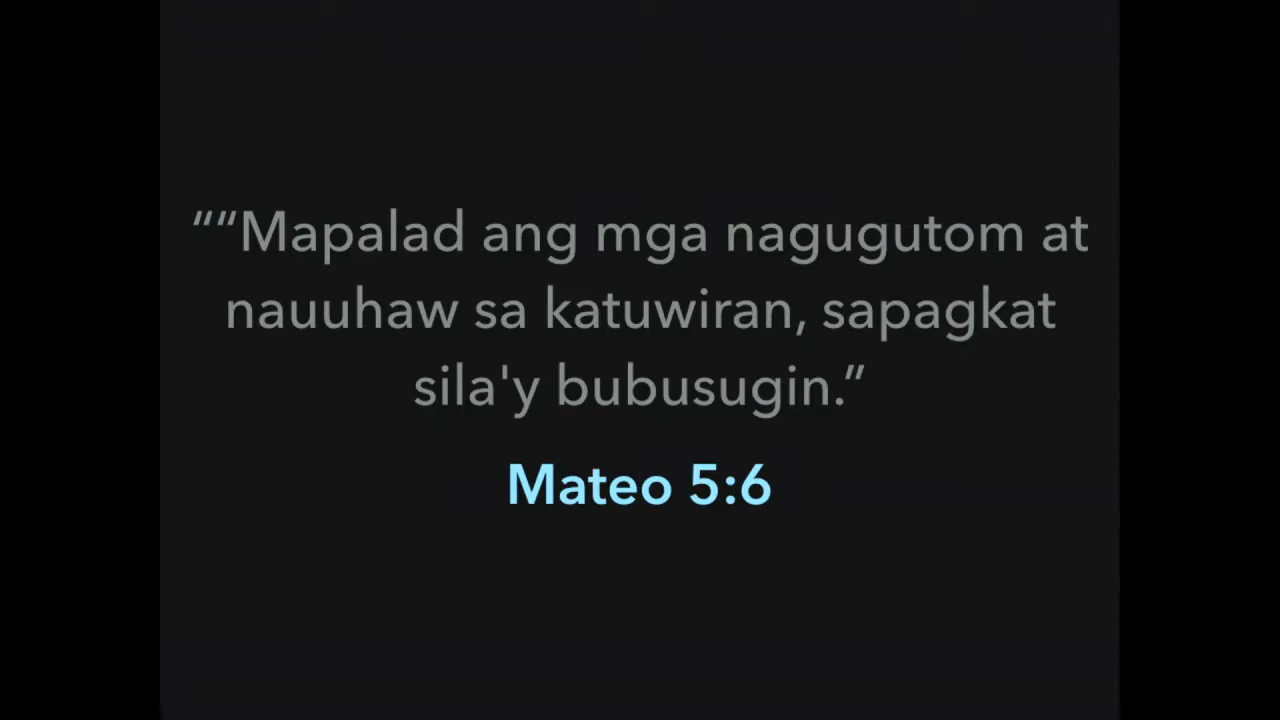 ““Mapalad ang mga nagugutom at
nauuhaw sa katuwiran, sapagkat
sila'y bubusugin.”
Mateo 5:6